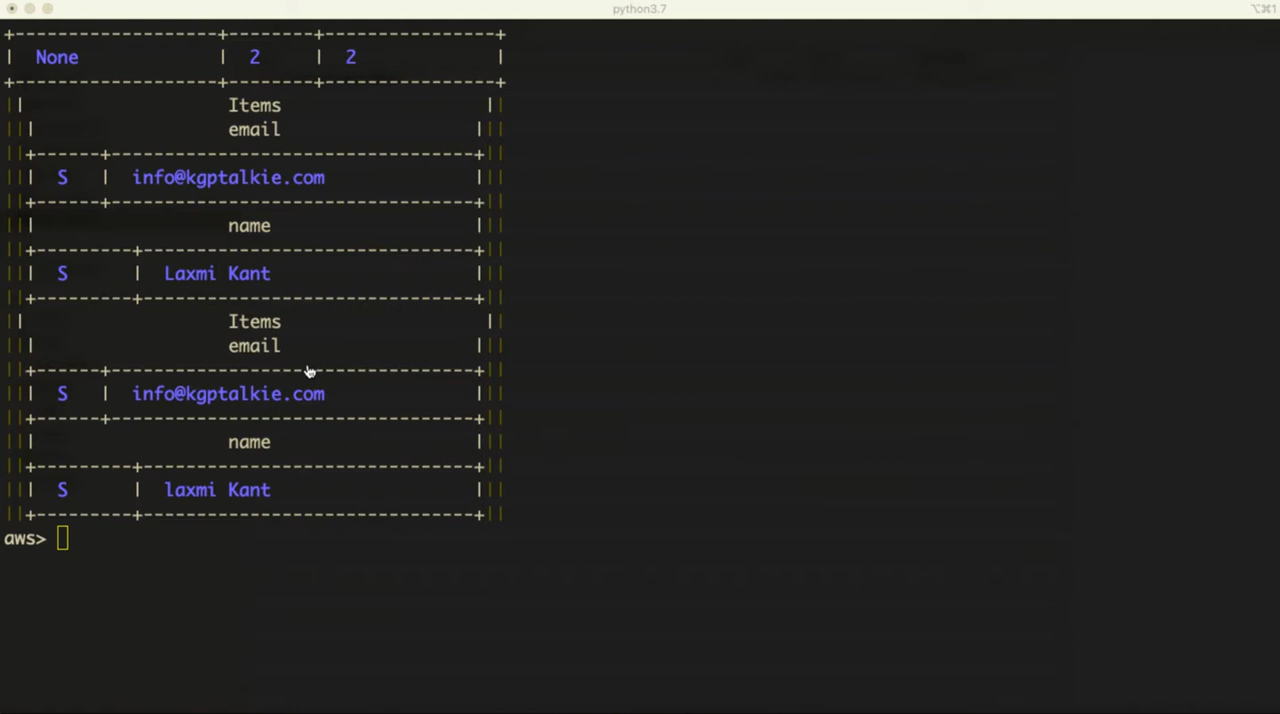 python3.7
⌥⌘1
+-------------------+--------+----------------+
| None | 2 | 2 |
+-------------------+--------+----------------+
|| Items ||
||| email |||
||+------+----------------------------------+||
||| S | info@kgptalkie.com |||
||+------+----------------------------------+||
||| name |||
||+---------+-------------------------------+||
||| S | Laxmi Kant |||
||+---------+-------------------------------+||
|| Items ||
||| email |||
||+------+----------------------------------+||
||| S | info@kgptalkie.com |||
||+------+----------------------------------+||
||| name |||
||+---------+-------------------------------+||
||| S | laxmi Kant |||
||+---------+-------------------------------+||
aws>